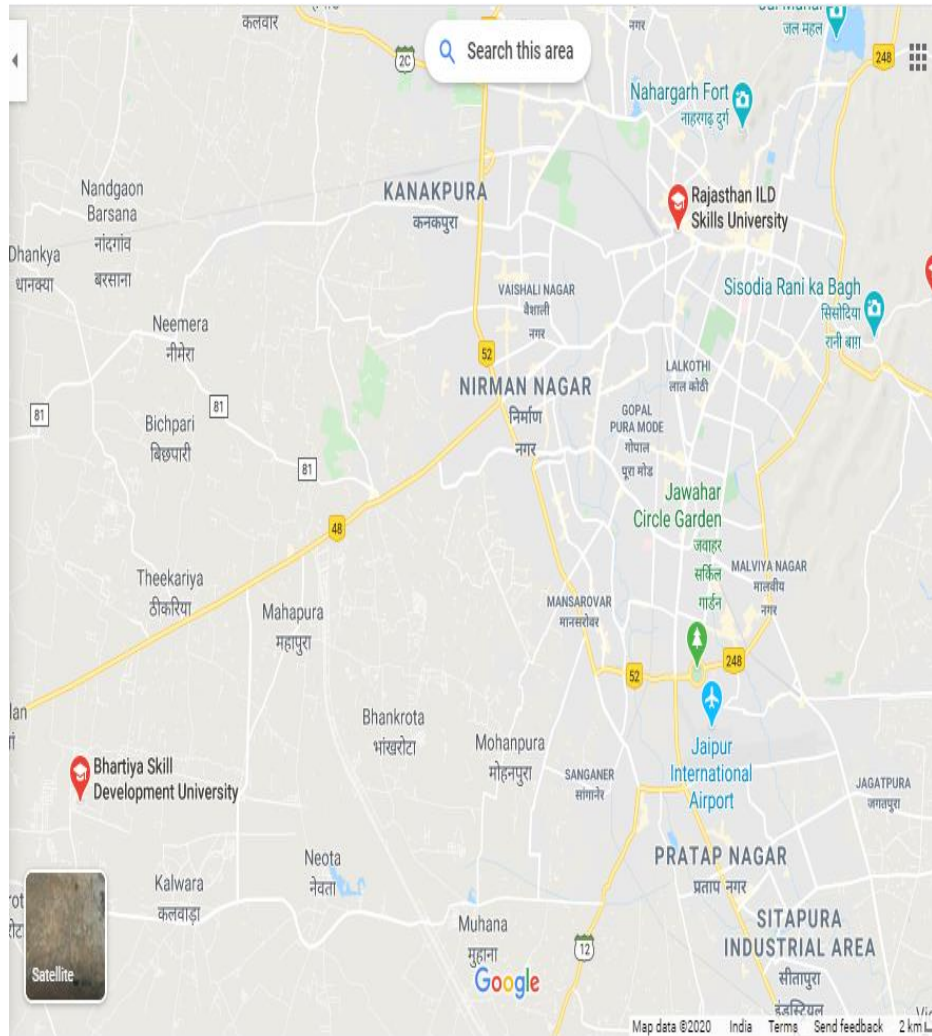 कलवार
2C
Search this area
नगर
जल महल
248
Nahargarh Fort
नाहरगढ़ दुर्ग
KANAKPURA
कनकपुरा
Nandgaon
Barsana
नांदगांव
बरसाना
Rajasthan ILD
Skills University
Dhankya
धानक्या
Sisodia Rani ka Bagh
सिसोदिया
रानी बाग़
VAISHALI NAGAR
वैशाली
नगर
Neemera
नीमेरा
52
LALKOTHI
लाल कोठी
NIRMAN NAGAR
निर्माण
नगर
81
81
GOPAL
PURA MODE
गोपाल
पूरा मोड
Bichpari
बिछपारी
81
Jawahar
Circle Garden
जवाहर
सर्किल
गार्डन
48
MALVIYA NAGAR
मालवीय
नगर
Theekariya
ठीकरिया
Mahapura
महापुरा
MANSAROVAR
मानसरोवर
52
248
Bhankrota
भांखरोटा
Mohanpura
मोहनपुरा
Jaipur
International
Airport
SANGANER
सांगानेर
JAGATPURA
जगतपुरा
Bhartiya Skill
Development University
PRATAP NAGAR
प्रताप नगर
Neota
नेवता
Kalwara
कलवाड़ा
Muhana
मुहाना
SITAPURA
INDUSTRIAL AREA
सीतापुरा
इंडस्ट्रियल
12
Satellite
Google
Map data ©2020 India Terms Send feedback 2 km